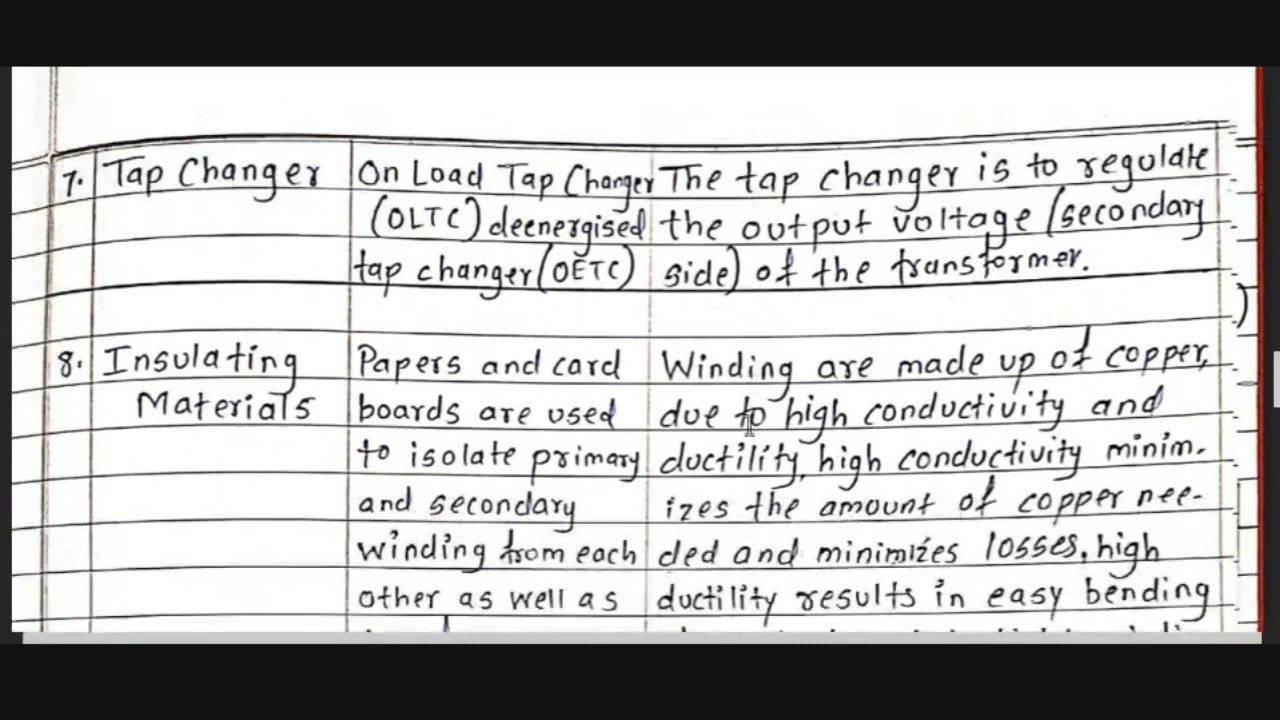 7. Tap Changer On Load Tap Changer The tap changer is to regulate
(OLTC) deenergised the output voltage (secondary
tap changer (OETC) side) of the transformer.
)
8. Insulating Papers and card Winding are made up of copper,
Materials boards are used due to high conductivity and
to isolate primary ductility, high conductivity minim-
and secondary izes the amount of copper nee-
winding from each ded and minimizes losses, high
other as well as ductility results in easy bending